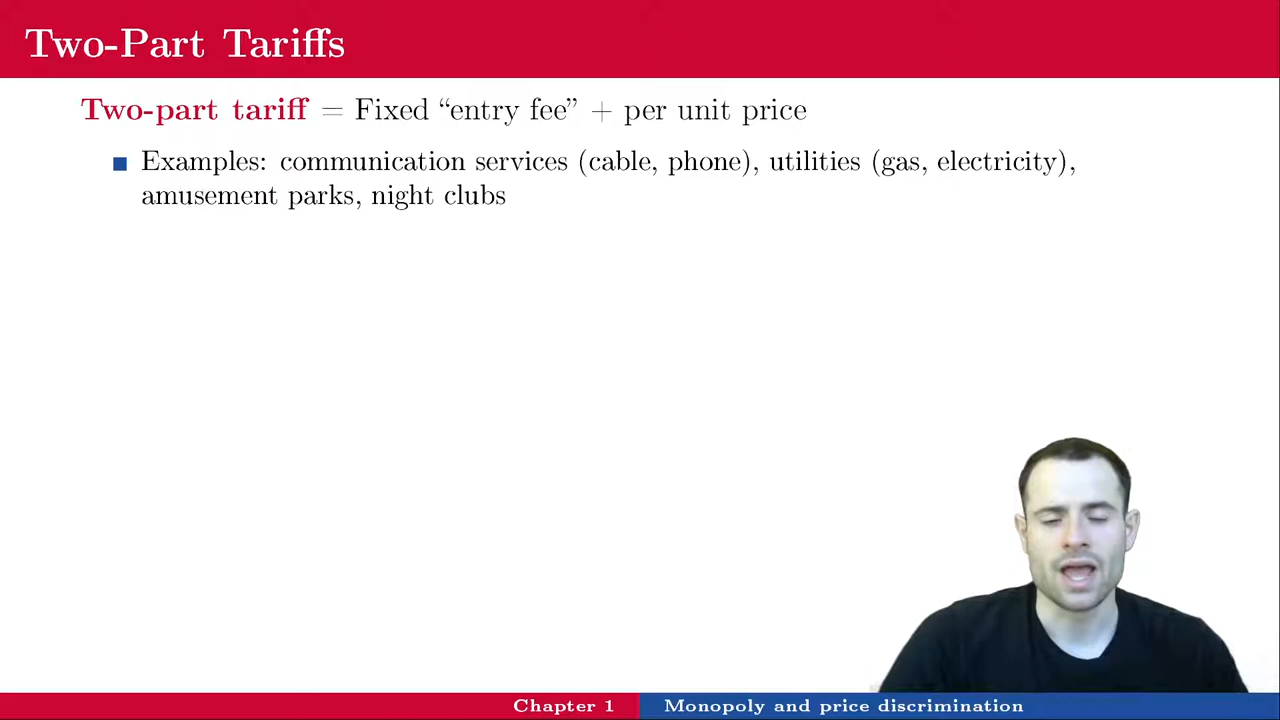 Two-Part Tariffs
Two-part tariff = Fixed “entry fee” + per unit price
Examples: communication services (cable, phone), utilities (gas, electricity),
amusement parks, night clubs
Chapter 1
Monopoly and price discrimination